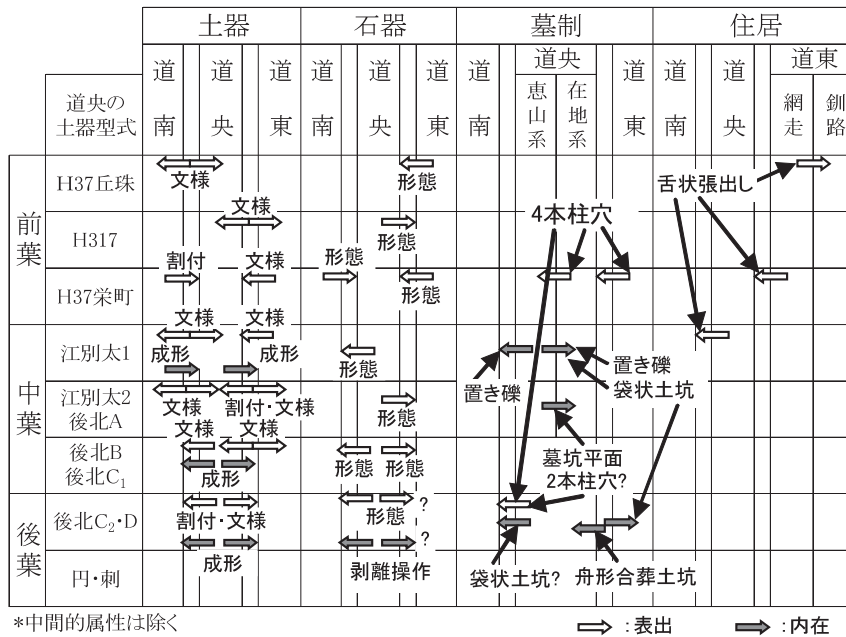 土器 石器 墓制 住居
道央の土器型式
道南 道央 道東
道南 道央 道東
道南 道央 恵山系 在地系 道東
道南 道央 道東 網走 釧路
前葉
H37丘珠
文様
形態
舌状張出し
H317
文様
形態
4本柱穴
H37栄町
割付
文様
形態
形態
中葉
江別太1
文様
文様
成形
成形
形態
置き礫
置き礫
袋状土坑
江別太2
後北A
文様
割付・文様
形態
墓坑平面
2本柱穴?
後北B
後北C₁
文様
文様
成形
形態
形態
後葉
後北C₂・D
割付・文様
形態
?
袋状土坑?
舟形合葬土坑
円・刺
成形
剥離操作
?
*中間的属性は除く
:表出
:内在